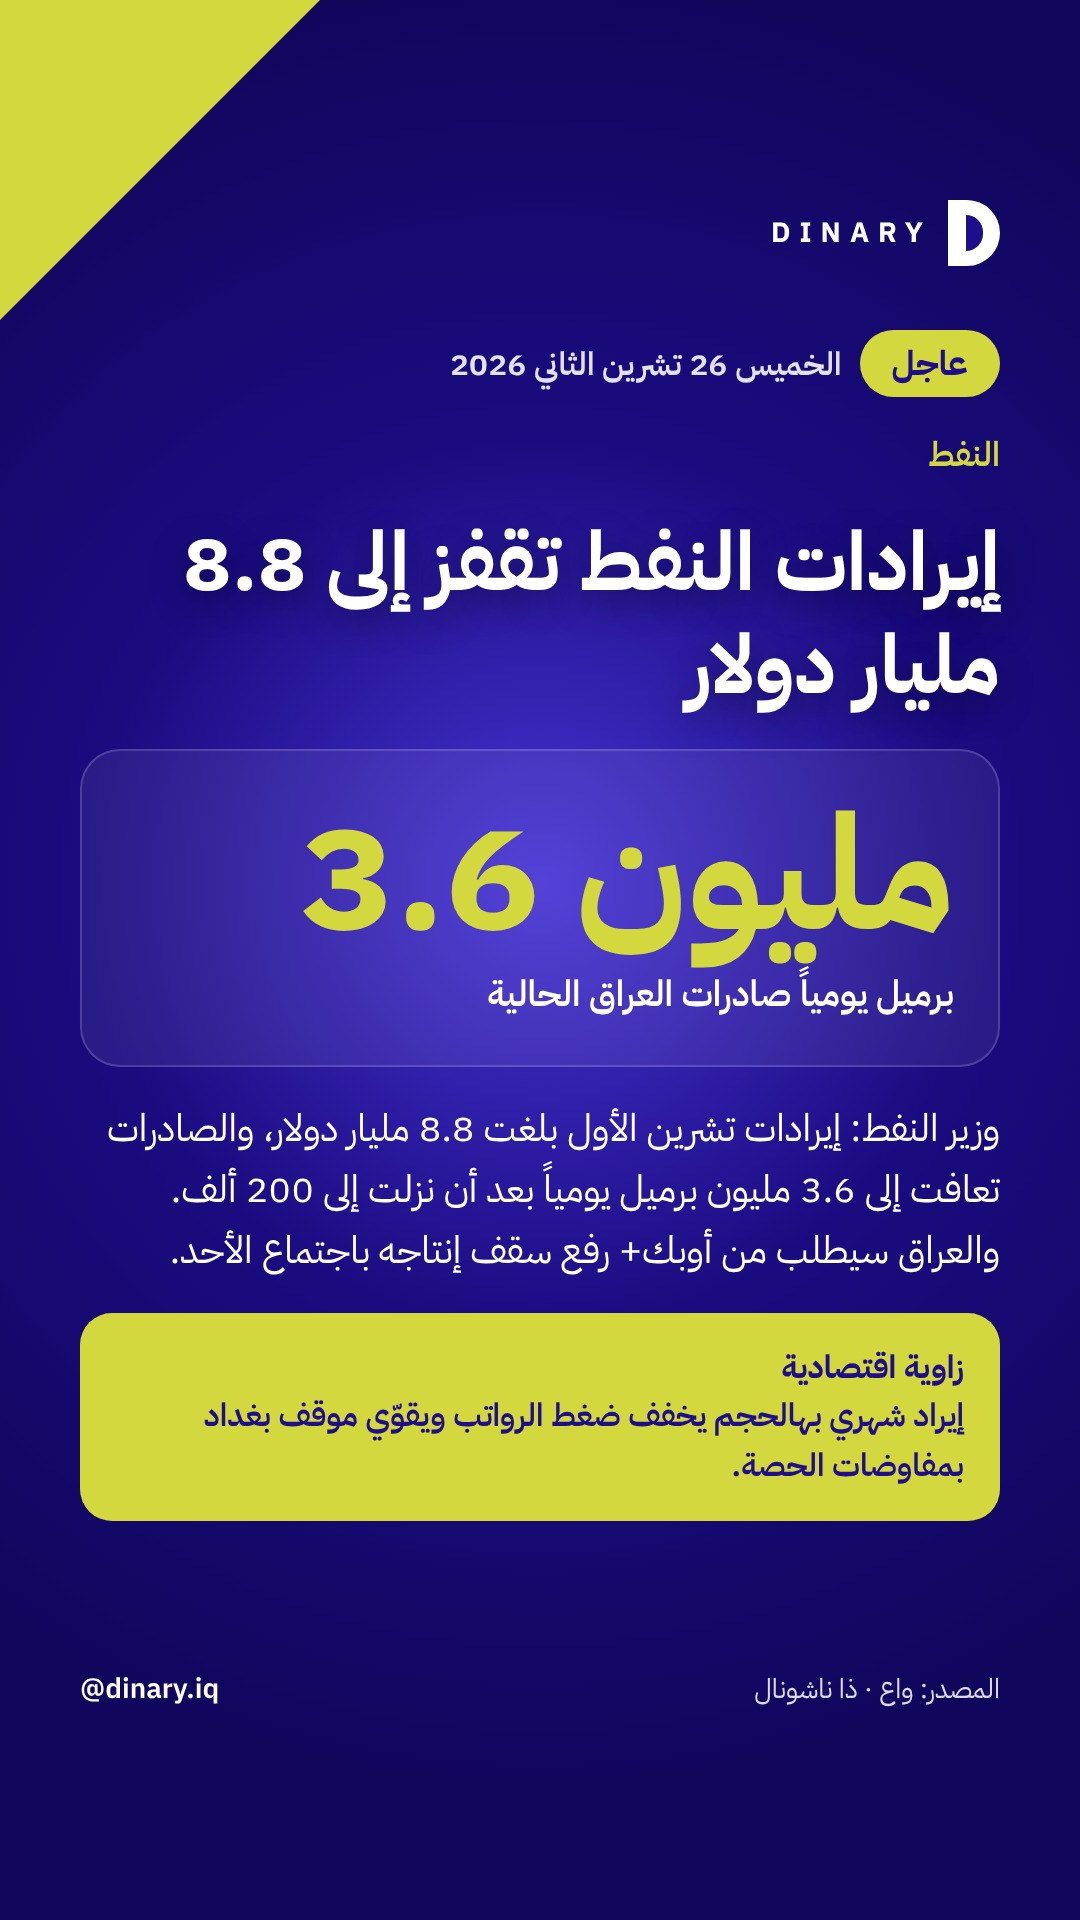 DINARY D
عاجل الخميس 26 تشرين الثاني 2026
النفط
إيرادات النفط تقفز إلى 8.8
مليار دولار
مليون 3.6
برميل يومياً صادرات العراق الحالية
وزير النفط: إيرادات تشرين الأول بلغت 8.8 مليار دولار، والصادرات
تعافت إلى 3.6 مليون برميل يومياً بعد أن نزلت إلى 200 ألف.
والعراق سيطلب من أوبك+ رفع سقف إنتاجه باجتماع الأحد.
زاوية اقتصادية
إيراد شهري بهالحجم يخفف ضغط الرواتب ويقوّي موقف بغداد
بمفاوضات الحصة.
المصدر: واع · ذا ناشونال
@dinary.iq